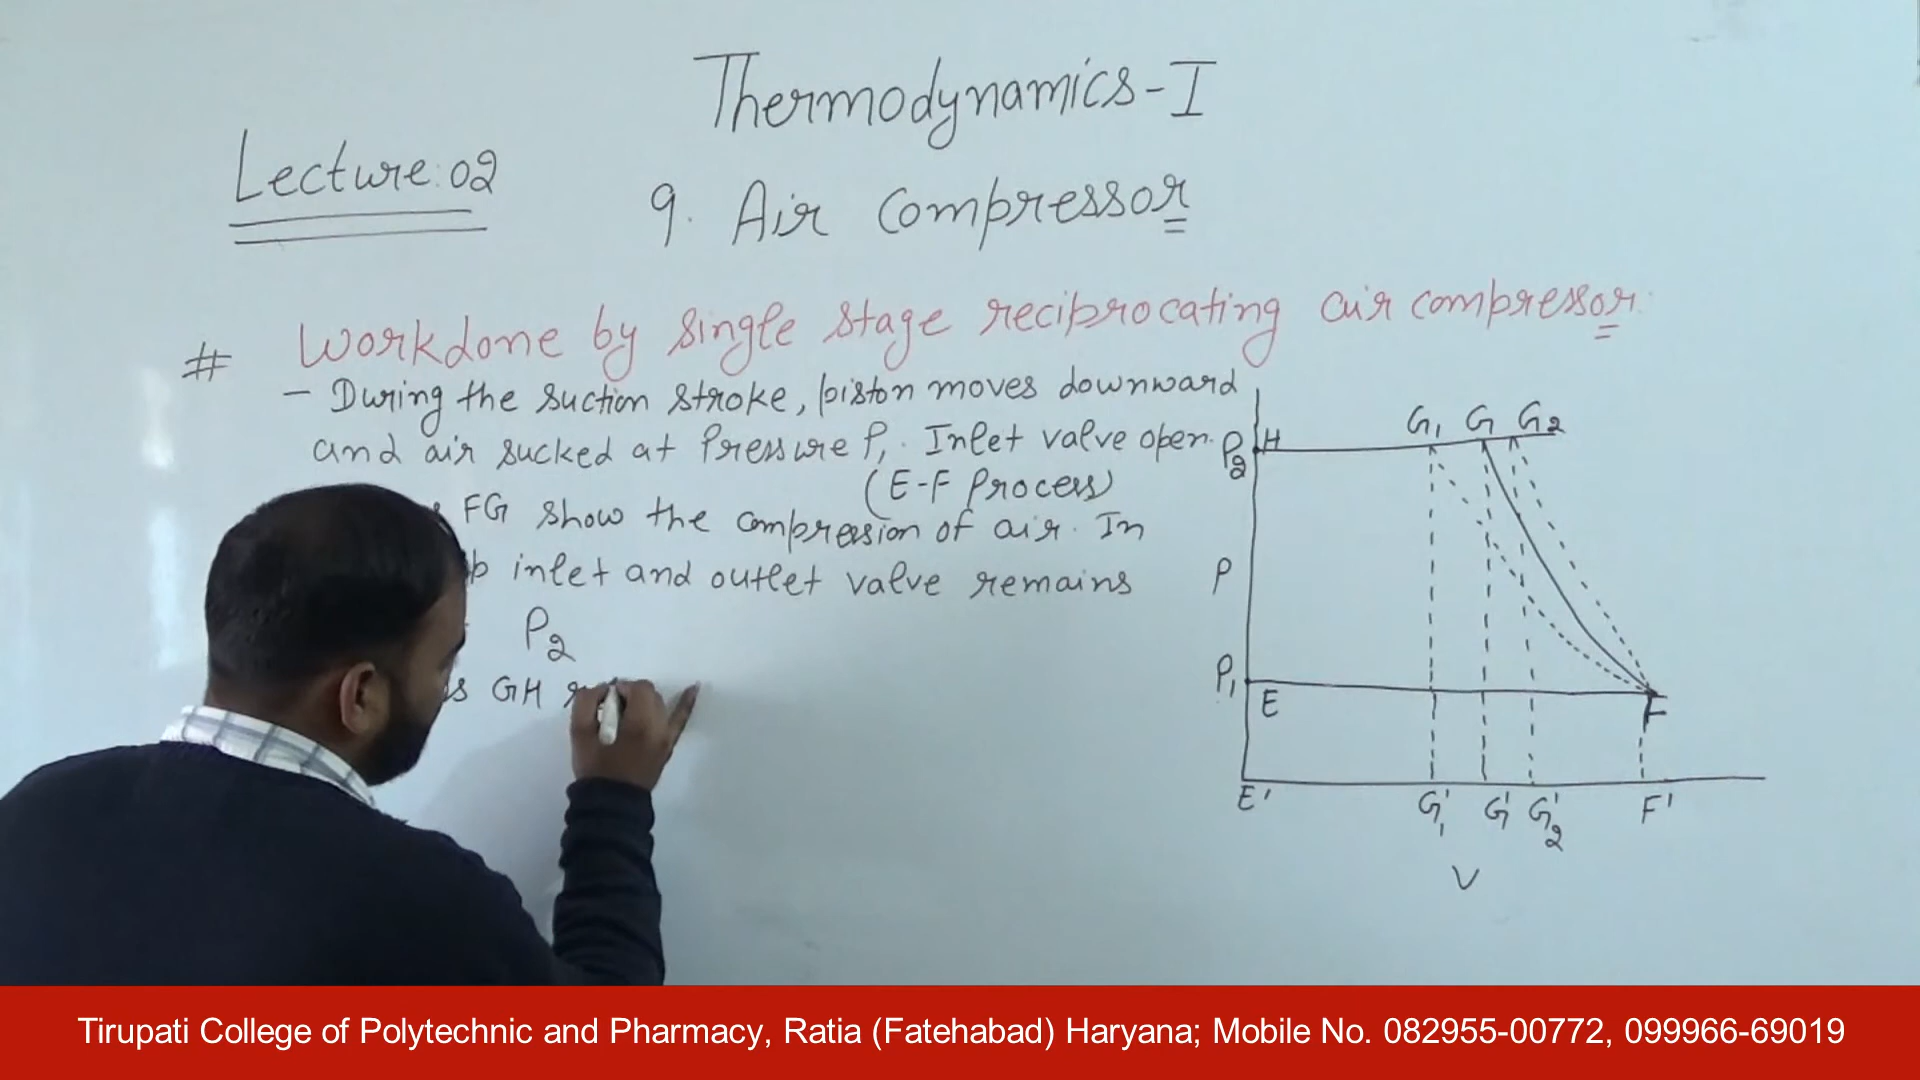 Thermodynamics-I
Lecture:02
9. Air Compressor
# Workdone by single stage reciprocating air compressor.
- During the suction stroke, piston moves downward
and air sucked at Pressure P1. Inlet valve open.
(E-F Process)
FG show the compression of air. In
inlet and outlet valve remains
P2
GH
G1 G G2
P2 H
P
P1 E F
E' G1' G' G2' F'
V
Tirupati College of Polytechnic and Pharmacy, Ratia (Fatehabad) Haryana; Mobile No. 082955-00772, 099966-69019